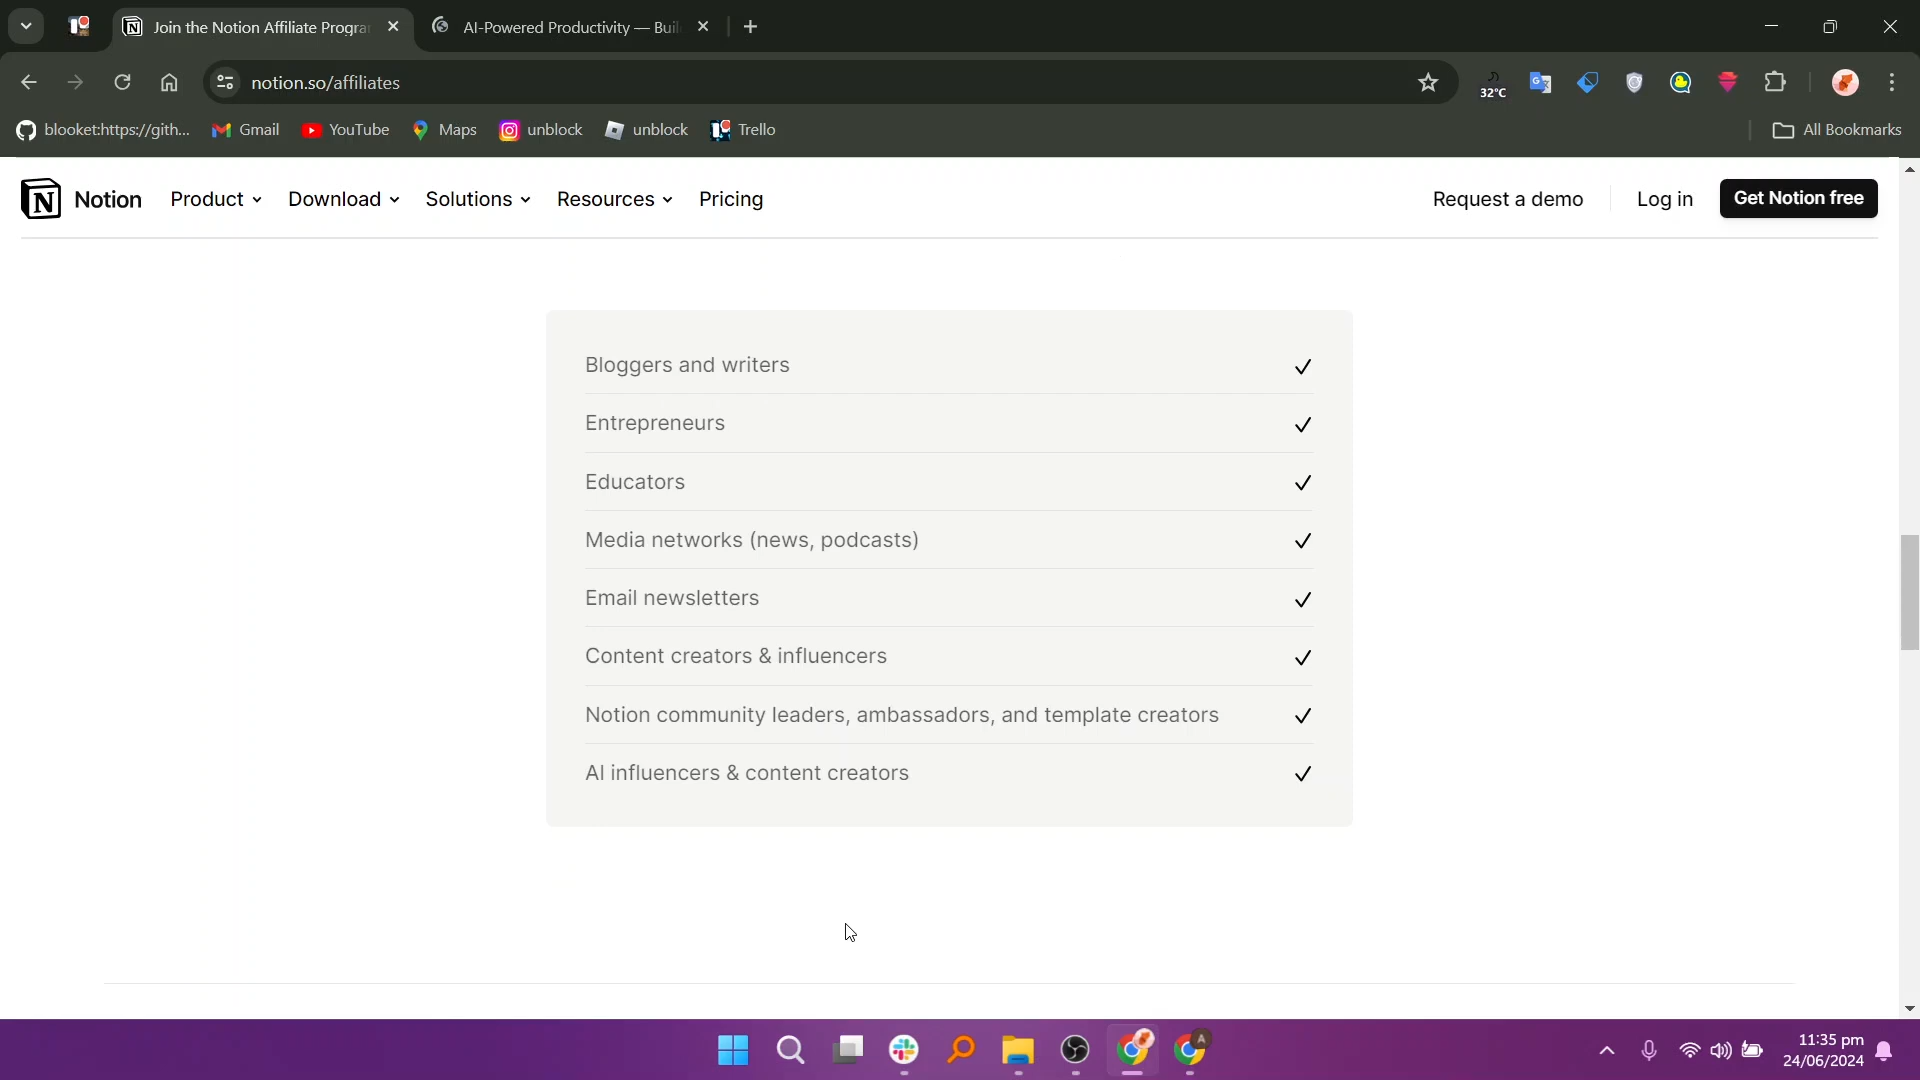 Join the Notion Affiliate Progra
AI-Powered Productivity — Buil
notion.so/affiliates
32°C
blooket:https://gith...
Gmail
YouTube
Maps
unblock
unblock
Trello
All Bookmarks
Notion
Product
Download
Solutions
Resources
Pricing
Request a demo
Log in
Get Notion free
Bloggers and writers
Entrepreneurs
Educators
Media networks (news, podcasts)
Email newsletters
Content creators & influencers
Notion community leaders, ambassadors, and template creators
AI influencers & content creators
11:35 pm
24/06/2024